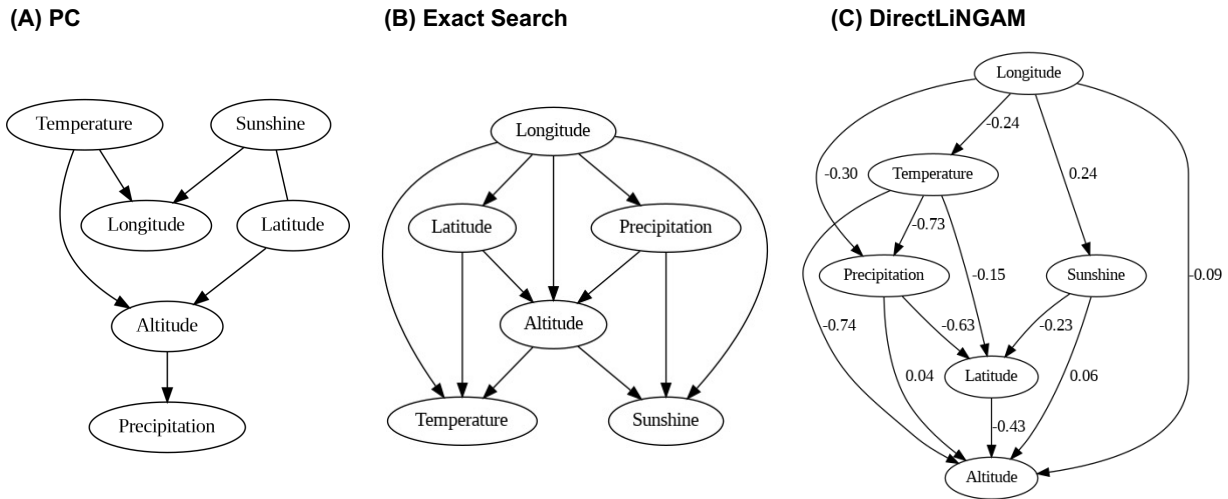 (A) PC
Temperature
Sunshine
Longitude
Latitude
Altitude
Precipitation
(B) Exact Search
Longitude
Latitude
Precipitation
Altitude
Temperature
Sunshine
(C) DirectLiNGAM
Longitude
-0.24
-0.30
Temperature
0.24
-0.73
Precipitation
-0.15
Sunshine
-0.09
-0.74
-0.63
-0.23
Latitude
0.04
0.06
-0.43
Altitude